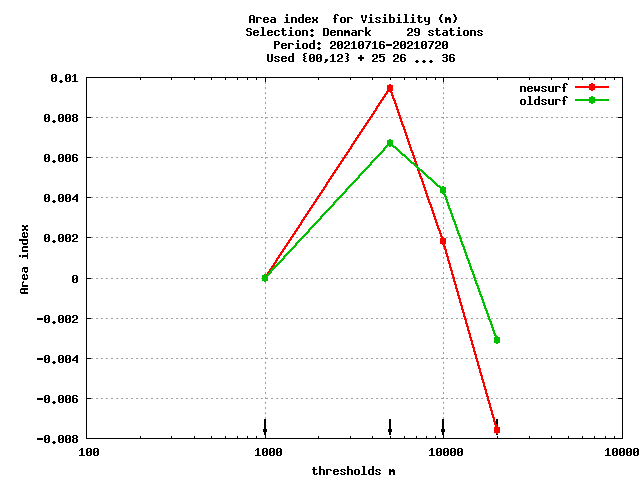 Area index for Visibility (m)
Selection: Denmark 29 stations
Period: 20210716-20210720
Used {00,12} + 25 26 ... 36
newsurf
oldsurf
0.01
0.008
0.006
0.004
0.002
0
-0.002
-0.004
-0.006
-0.008
Area index
100
1000
10000
10000
thresholds m